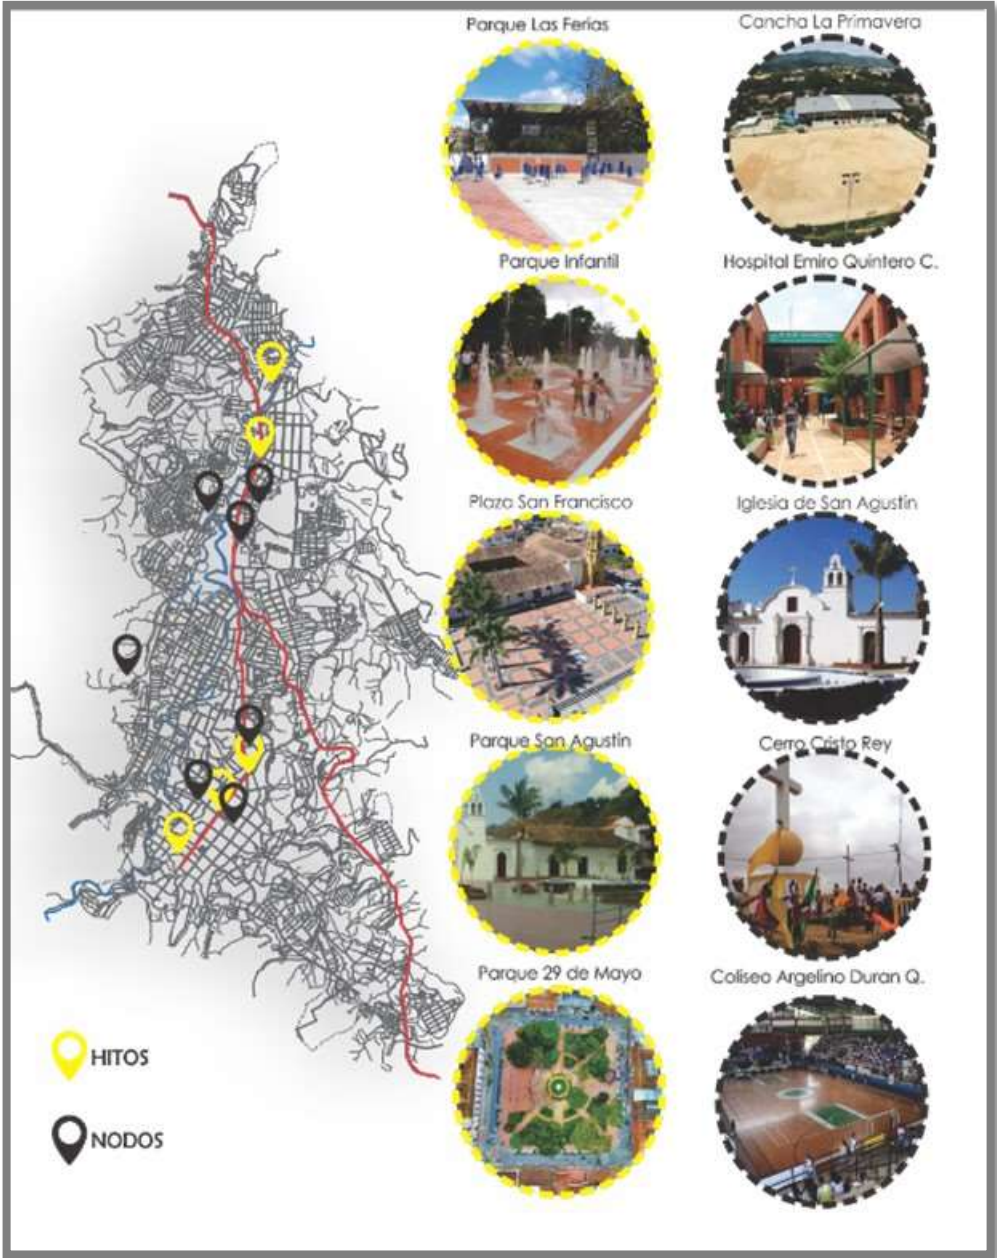 Parque Las Ferias
Cancha La Primavera
Parque Infantil
Hospital Emiro Quintero C.
Plaza San Francisco
Iglesia de San Agustín
Parque San Agustín
Cerro Cristo Rey
Parque 29 de Mayo
Coliseo Argelino Duran Q.
HITOS
NODOS